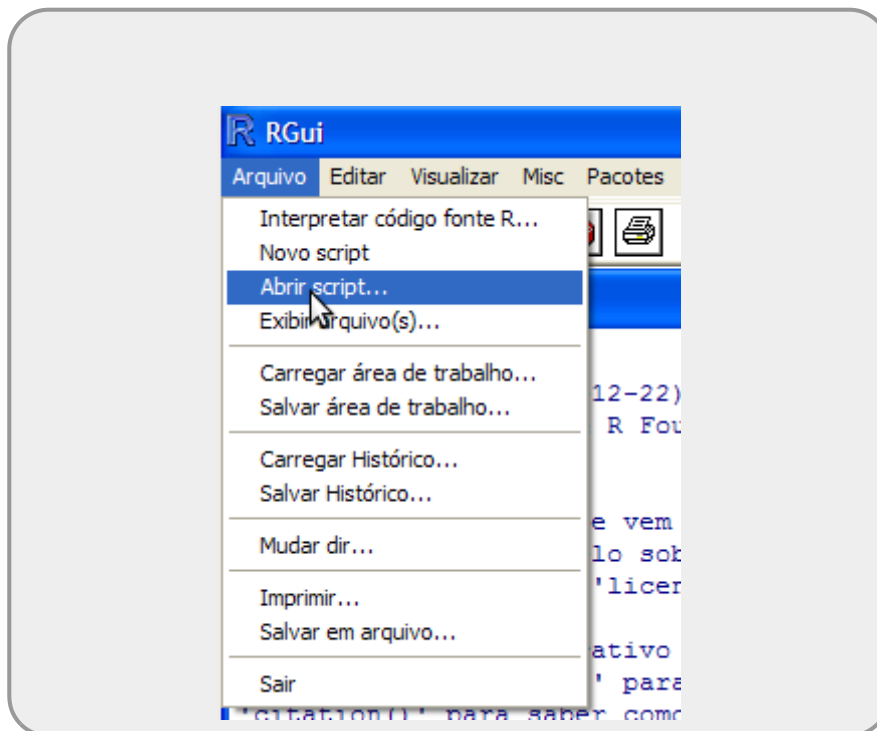 RGui
Arquivo Editar Visualizar Misc Pacotes
Interpretar código fonte R...
Novo script
Abrir script...
Exibir arquivo(s)...
Carregar área de trabalho...
12-22)
Salvar área de trabalho...
R Fou
Carregar Histórico...
Salvar Histórico...
e vem
Mudar dir...
lo sob
'licen
Imprimir...
Salvar em arquivo...
ativo
Sair
' para
'citation()' para saber como